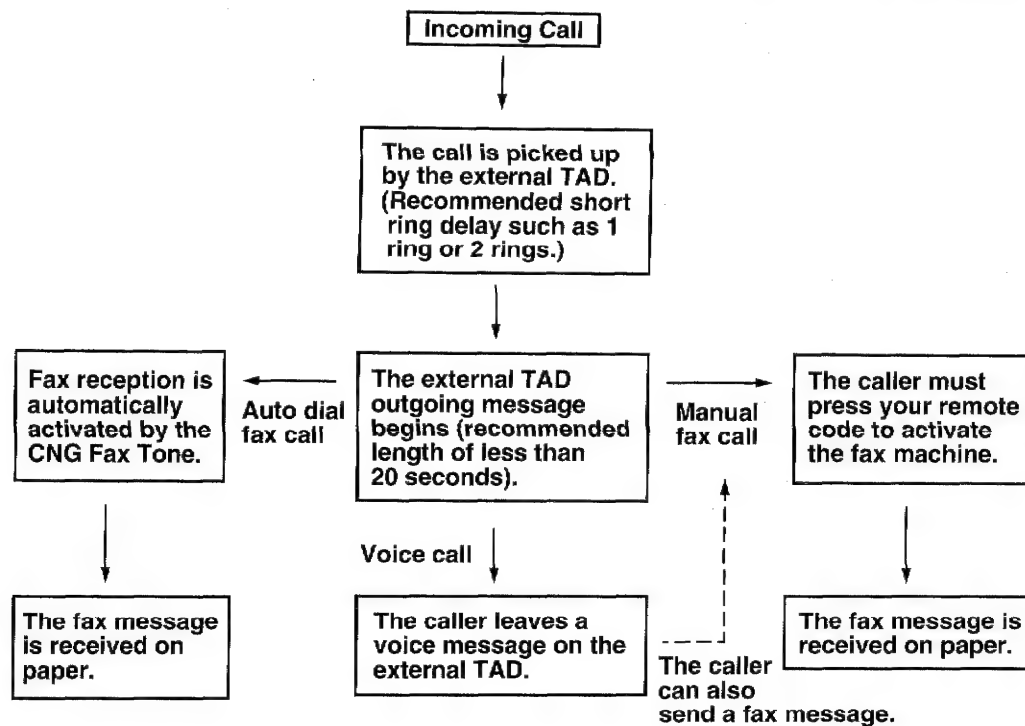 Incoming Call
The call is picked up
by the external TAD.
(Recommended short
ring delay such as 1
ring or 2 rings.)
Fax reception is
automatically
activated by the
CNG Fax Tone.
Auto dial
fax call
The external TAD
outgoing message
begins (recommended
length of less than
20 seconds).
Manual
fax call
The caller must
press your remote
code to activate
the fax machine.
Voice call
The fax message
is received on
paper.
The caller leaves a
voice message on the
external TAD.
The caller
can also
send a fax message.
The fax message is
received on paper.